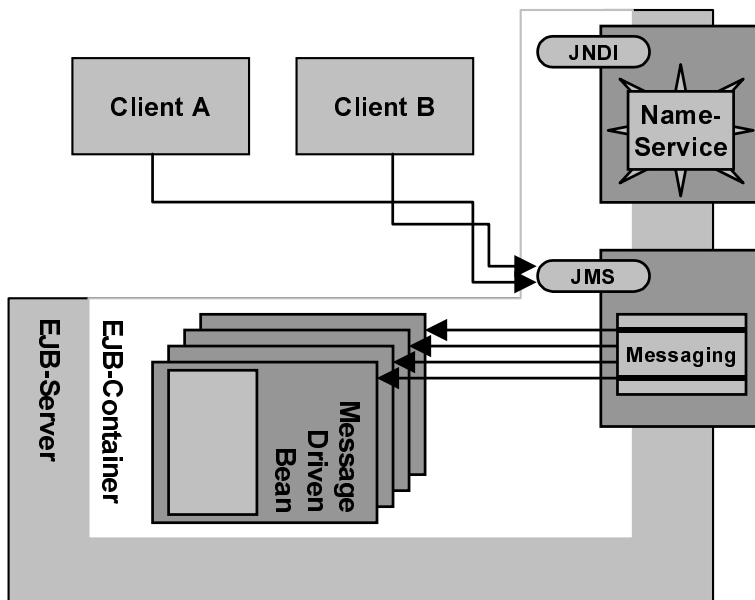 JNDI
Client A
Client B
Name-
Service
JMS
EJB-Server
EJB-Container
Messaging
Message
Driven
Bean